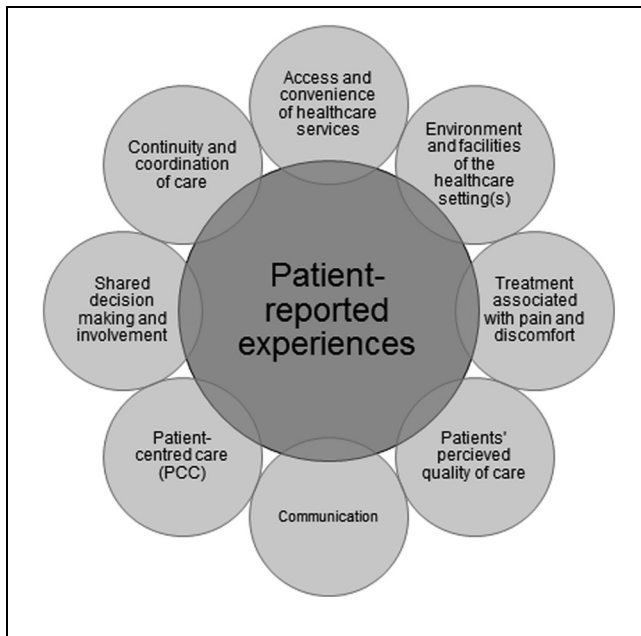 Access and
convenience
of healthcare
services
Environment
and facilities
of the
healthcare
setting(s)
Treatment
associated
with pain and
discomfort
Patients'
percieved
quality of care
Communication
Patient-
centred care
(PCC)
Shared
decision
making and
involvement
Continuity and
coordination
of care
Patient-
reported
experiences